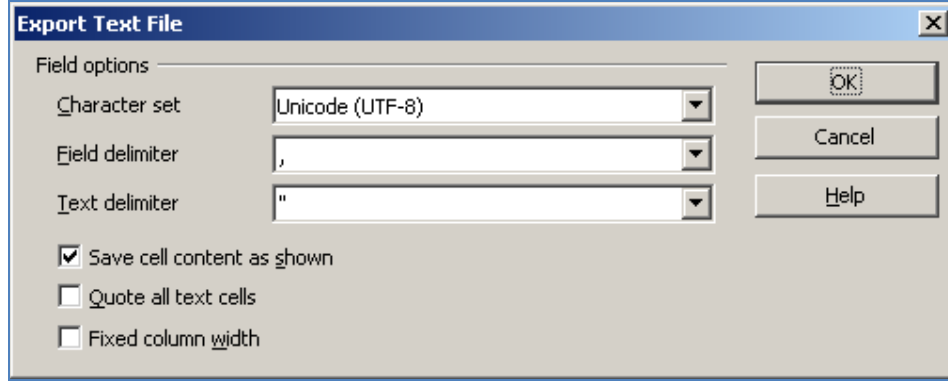 Export Text File
Field options
OK
Character set
Unicode (UTF-8)
Cancel
Field delimiter
,
Text delimiter
"
Help
Save cell content as shown
Quote all text cells
Fixed column width